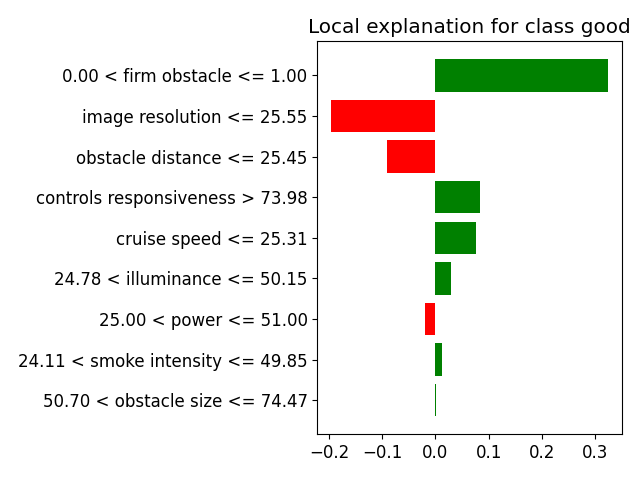 Local explanation for class good
0.00 < firm obstacle <= 1.00
image resolution <= 25.55
obstacle distance <= 25.45
controls responsiveness > 73.98
cruise speed <= 25.31
24.78 < illuminance <= 50.15
25.00 < power <= 51.00
24.11 < smoke intensity <= 49.85
50.70 < obstacle size <= 74.47
−0.2 −0.1 0.0 0.1 0.2 0.3